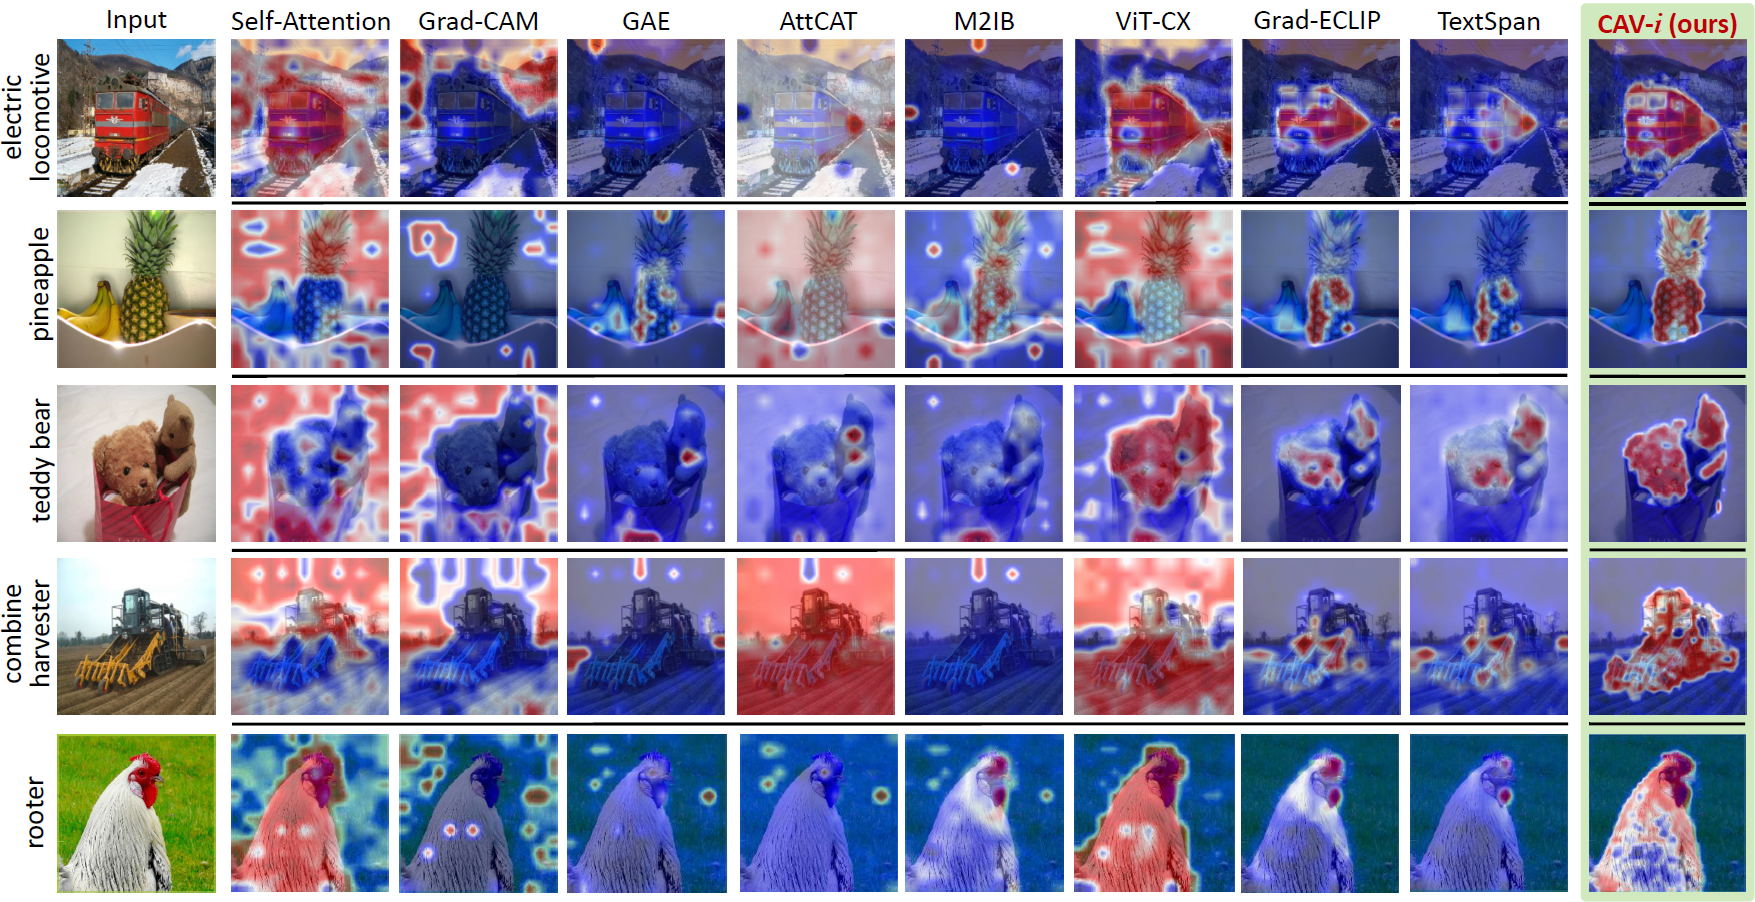 Input Self-Attention Grad-CAM GAE AttCAT M2IB ViT-CX Grad-ECLIP TextSpan CAV-i (ours)
electric
locomotive
pineapple
teddy bear
combine
harvester
rooter